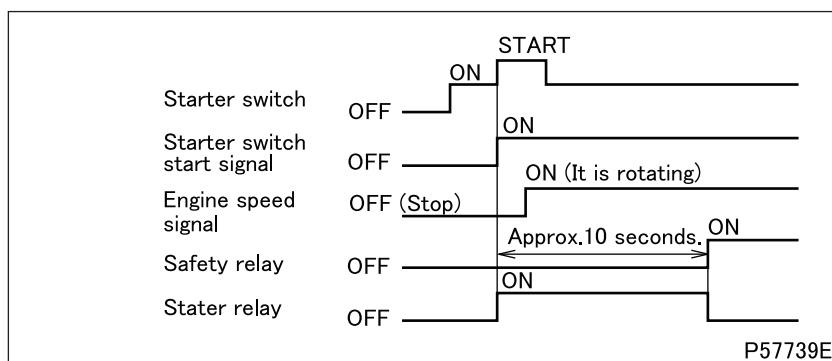 START
ON
Starter switch OFF
ON
Starter switch
start signal OFF
ON (It is rotating)
Engine speed
signal OFF (Stop)
Approx.10 seconds.
ON
Safety relay OFF
ON
Stater relay OFF
P57739E